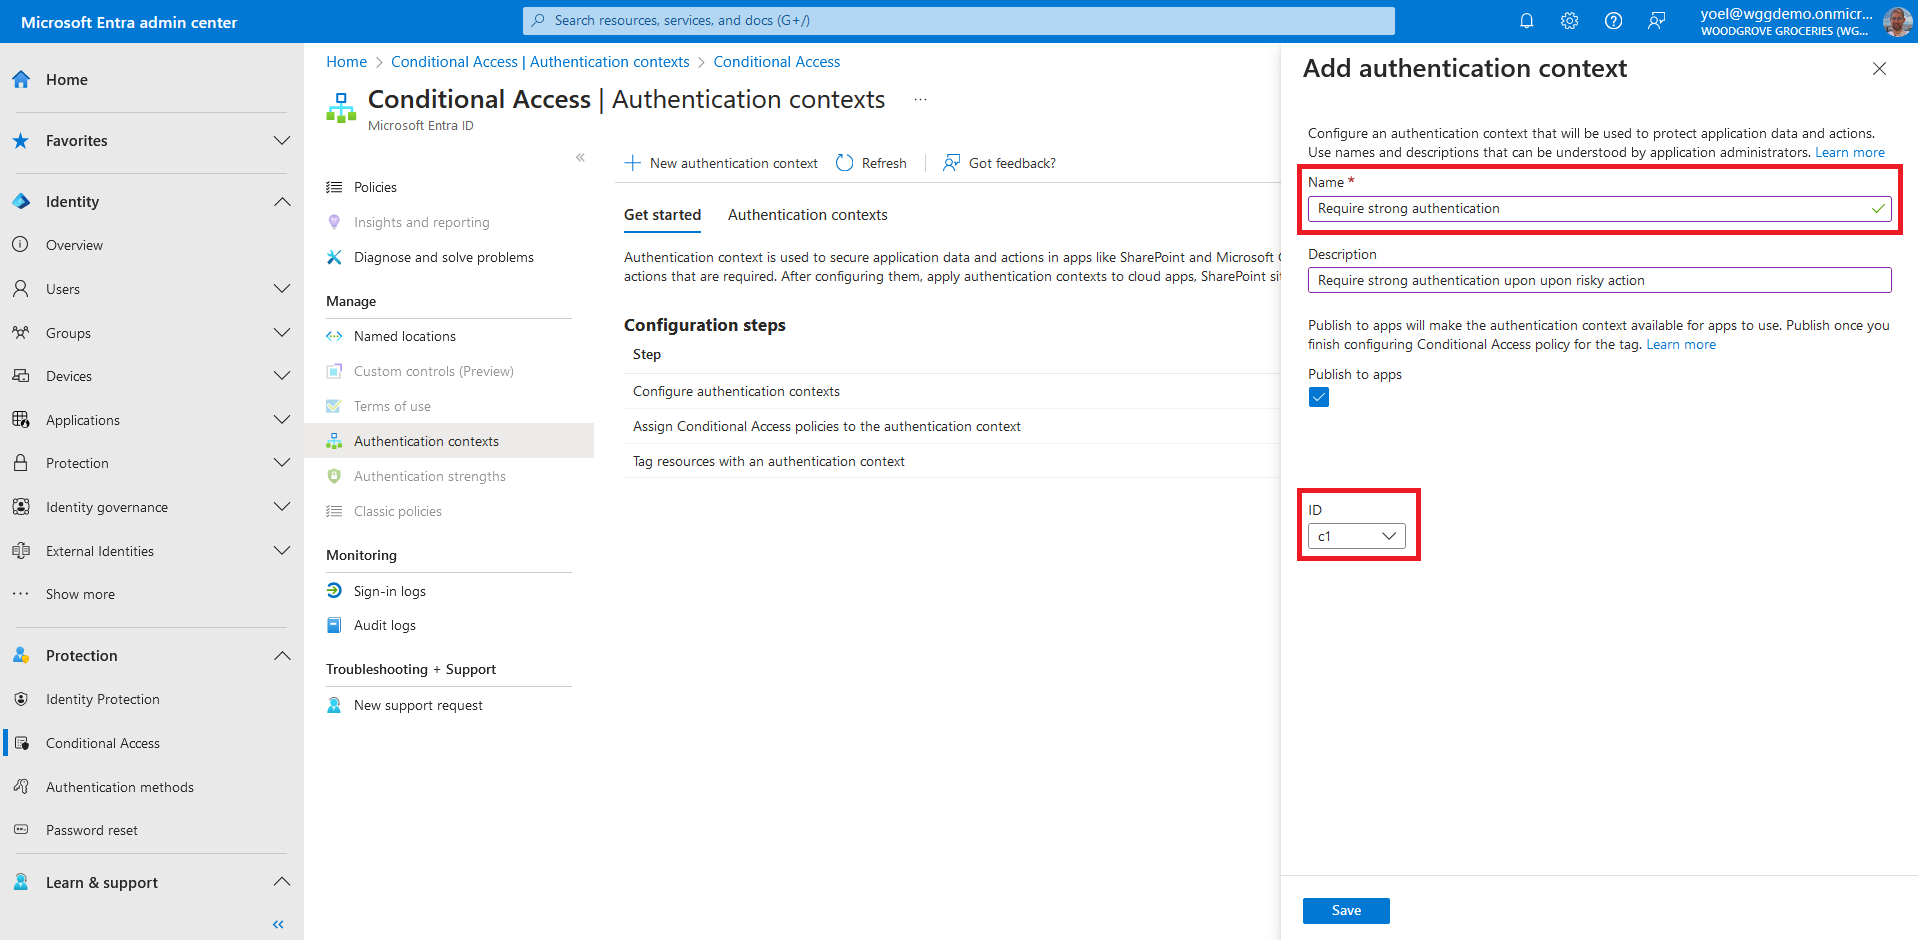 Microsoft Entra admin center
Search resources, services, and docs (G+/)
yoel@wggdemo.onmicr...
WOODGROVE GROCERIES (WG...
Home
Favorites
Identity
Overview
Users
Groups
Devices
Applications
Protection
Identity governance
External Identities
Show more
Protection
Identity Protection
Conditional Access
Authentication methods
Password reset
Learn & support
Home > Conditional Access | Authentication contexts > Conditional Access
Conditional Access | Authentication contexts ...
Microsoft Entra ID
Policies
Insights and reporting
Diagnose and solve problems
Manage
Named locations
Custom controls (Preview)
Terms of use
Authentication contexts
Authentication strengths
Classic policies
Monitoring
Sign-in logs
Audit logs
Troubleshooting + Support
New support request
New authentication context Refresh Got feedback?
Get started Authentication contexts
Authentication context is used to secure application data and actions in apps like SharePoint and Microsoft
actions that are required. After configuring them, apply authentication contexts to cloud apps, SharePoint si
Configuration steps
Step
Configure authentication contexts
Assign Conditional Access policies to the authentication context
Tag resources with an authentication context
Add authentication context
Configure an authentication context that will be used to protect application data and actions.
Use names and descriptions that can be understood by application administrators. Learn more
Name *
Require strong authentication
Description
Require strong authentication upon upon risky action
Publish to apps will make the authentication context available for apps to use. Publish once you
finish configuring Conditional Access policy for the tag. Learn more
Publish to apps
ID
c1
Save